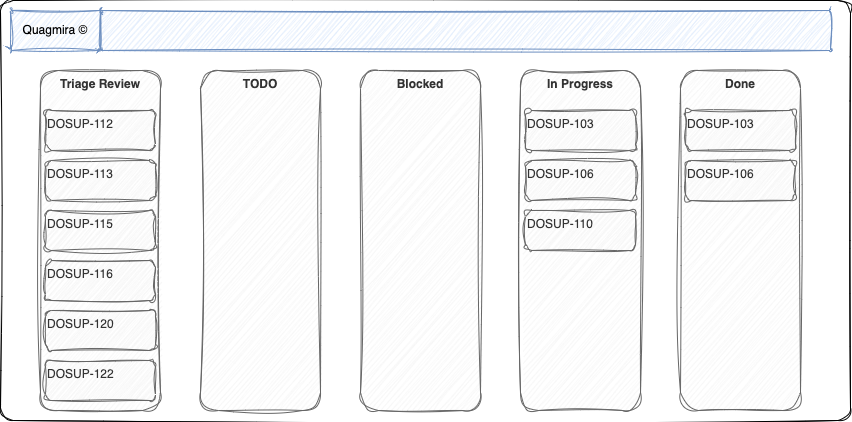 Quagmira ©
Triage Review
DOSUP-112
DOSUP-113
DOSUP-115
DOSUP-116
DOSUP-120
DOSUP-122
TODO
Blocked
In Progress
DOSUP-103
DOSUP-106
DOSUP-110
Done
DOSUP-103
DOSUP-106